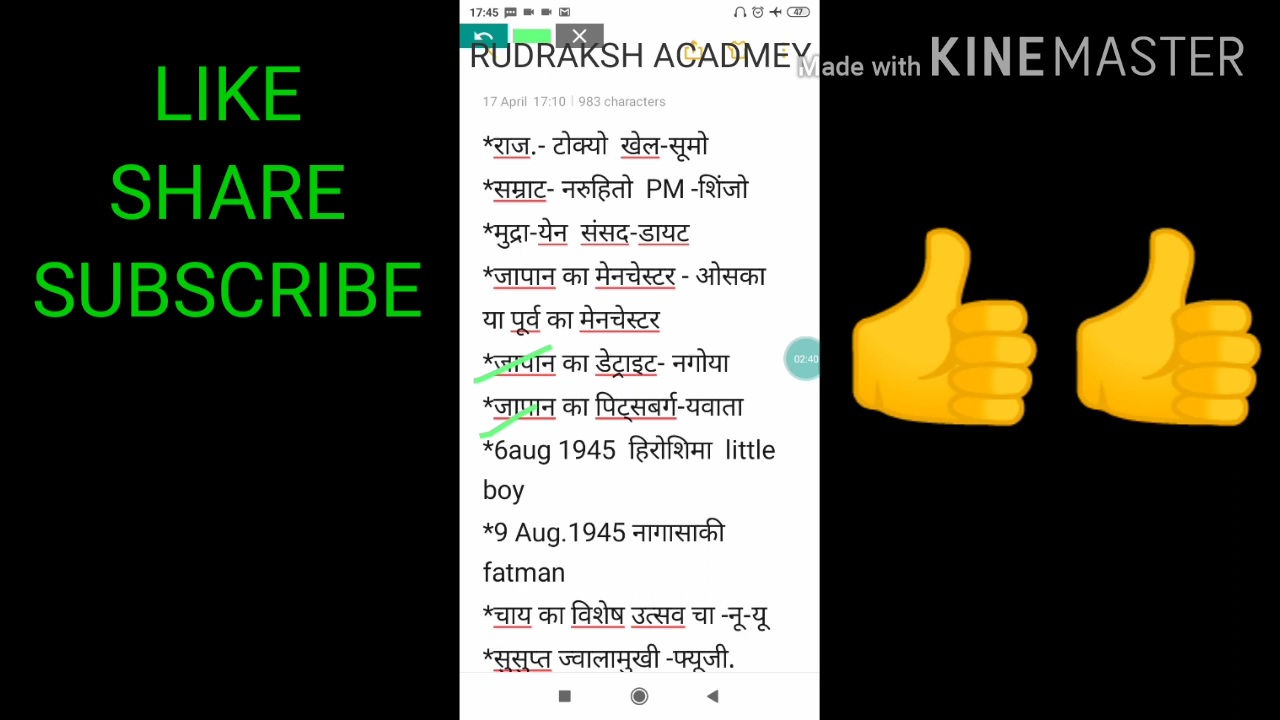 LIKE
SHARE
SUBSCRIBE
17:45
47
RUDRAKSH ACADMEY
Made with KINEMASTER
17 April 17:10 | 983 characters
*राज.- टोक्यो खेल-सूमो
*सम्राट- नरुहितो PM -शिंजो
*मुद्रा-येन संसद-डायट
*जापान का मेनचेस्टर - ओसका
या पूर्व का मेनचेस्टर
*जापान का डेट्राइट- नगोया
*जापान का पिट्सबर्ग-यवाता
02:40
*6aug 1945 हिरोशिमा little
boy
*9 Aug.1945 नागासाकी
fatman
*चाय का विशेष उत्सव चा -नू-यू
*सुसुप्त ज्वालामुखी -फ्यूजी.